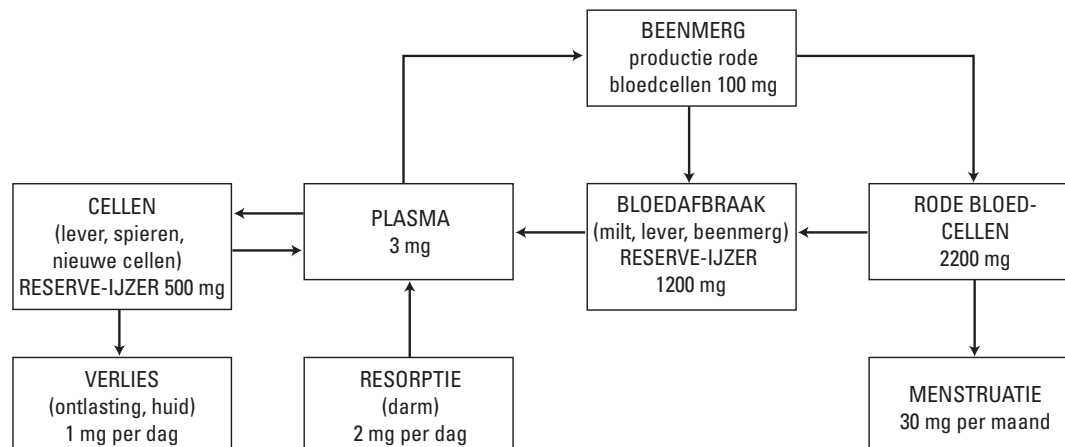 BEENMERG
productie rode
bloedcellen 100 mg
CELLEN
(lever, spieren,
nieuwe cellen)
RESERVE-IJZER 500 mg
PLASMA
3 mg
BLOEDAFBRAAK
(milt, lever, beenmerg)
RESERVE-IJZER
1200 mg
RODE BLOED-
CELLEN
2200 mg
VERLIES
(ontlasting, huid)
1 mg per dag
RESORPTIE
(darm)
2 mg per dag
MENSTRUATIE
30 mg per maand